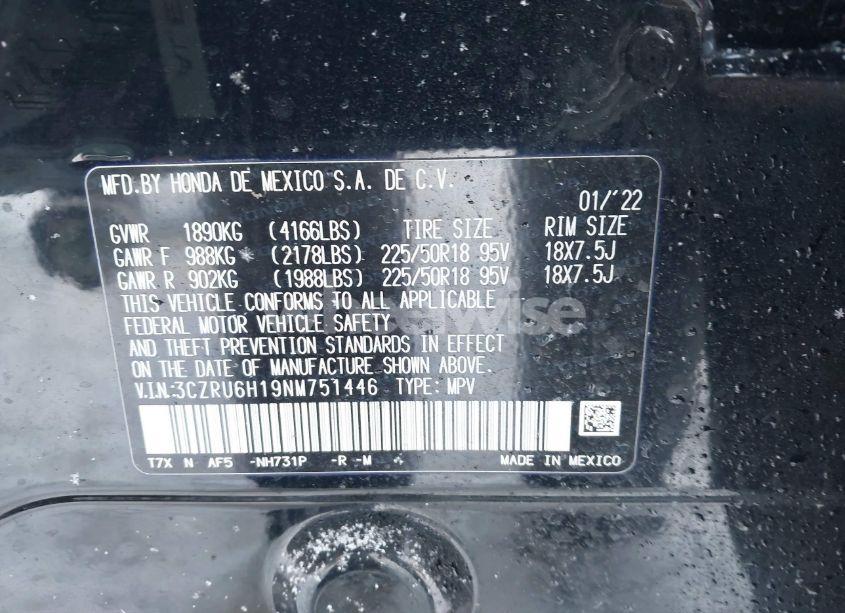 MFD.BY HONDA DE MEXICO S.A. DE C.V.
01/'22
GVWR 1890KG (4166LBS) TIRE SIZE RIM SIZE
GAWR F 988KG (2178LBS) 225/50R18 95V 18X7.5J
GAWR R 902KG (1988LBS) 225/50R18 95V 18X7.5J
THIS VEHICLE CONFORMS TO ALL APPLICABLE
FEDERAL MOTOR VEHICLE SAFETY
AND THEFT PREVENTION STANDARDS IN EFFECT
ON THE DATE OF MANUFACTURE SHOWN ABOVE.
V.I.N:3CZRU6H19NM751446 TYPE: MPV
T7X N AF5 -NH731P -R -M MADE IN MEXICO